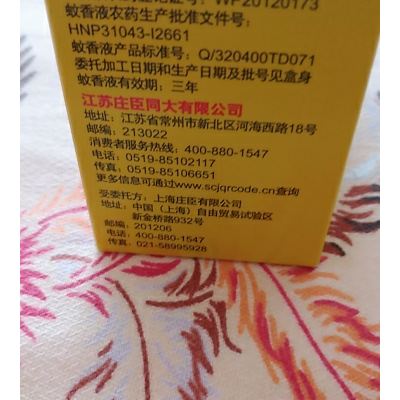 WP20120173
蚊香液农药生产批准文件号：
HNP31043-I2661
蚊香液产品标准号：Q/320400TD071
委托加工日期和生产日期及批号见盒身
蚊香液有效期：三年
江苏庄臣同大有限公司
地址：江苏省常州市新北区河海西路18号
邮编：213022
消费者服务热线：400-880-1547
电话：0519-85102117
传真：0519-85106651
更多信息可通过www.scjqrcode.cn查询
受委托方：上海庄臣有限公司
地址：中国（上海）自由贸易试验区
新金桥路932号
邮编：201206
电话：400-880-1547
传真：021-58995928